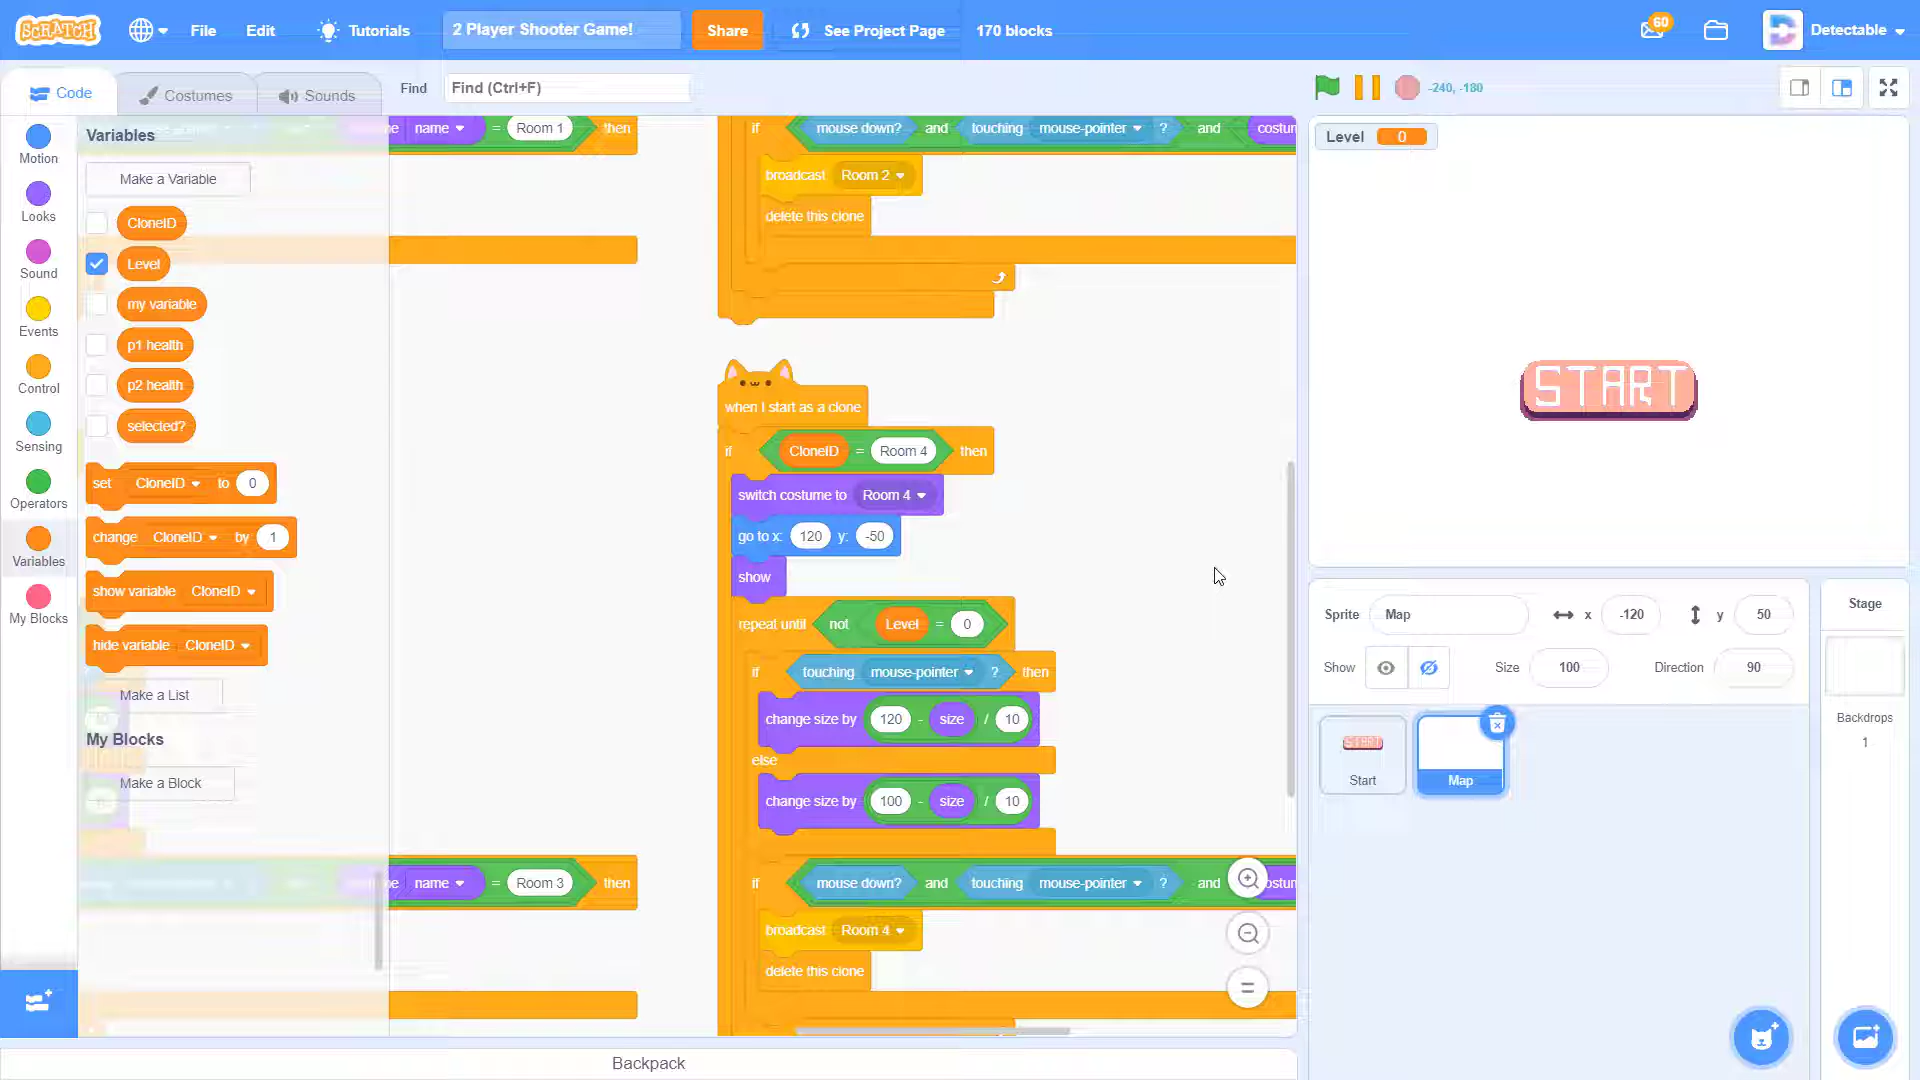 SCRATCH
File
Edit
Tutorials
2 Player Shooter Game!
Share
See Project Page
170 blocks
60
Detectable
Code
Costumes
Sounds
Find
Find (Ctrl+F)
-240, -180
Motion
Looks
Sound
Events
Control
Sensing
Operators
Variables
My Blocks
Variables
Make a Variable
CloneID
Level
my variable
p1 health
p2 health
selected?
set CloneID to 0
change CloneID by 1
show variable CloneID
hide variable CloneID
Make a List
My Blocks
Make a Block
name = Room 1 then
name = Room 3 then
if mouse down? and touching mouse-pointer ? and
broadcast Room 2
delete this clone
when I start as a clone
if CloneID = Room 4 then
switch costume to Room 4
go to x: 120 y: -50
show
repeat until not Level = 0
if touching mouse-pointer ? then
change size by 120 - size / 10
else
change size by 100 - size / 10
if mouse down? and touching mouse-pointer ? and
broadcast Room 4
delete this clone
Backpack
Level 0
START
Sprite Map x -120 y 50
Show Size 100 Direction 90
START
Start
Map
Stage
Backdrops
1